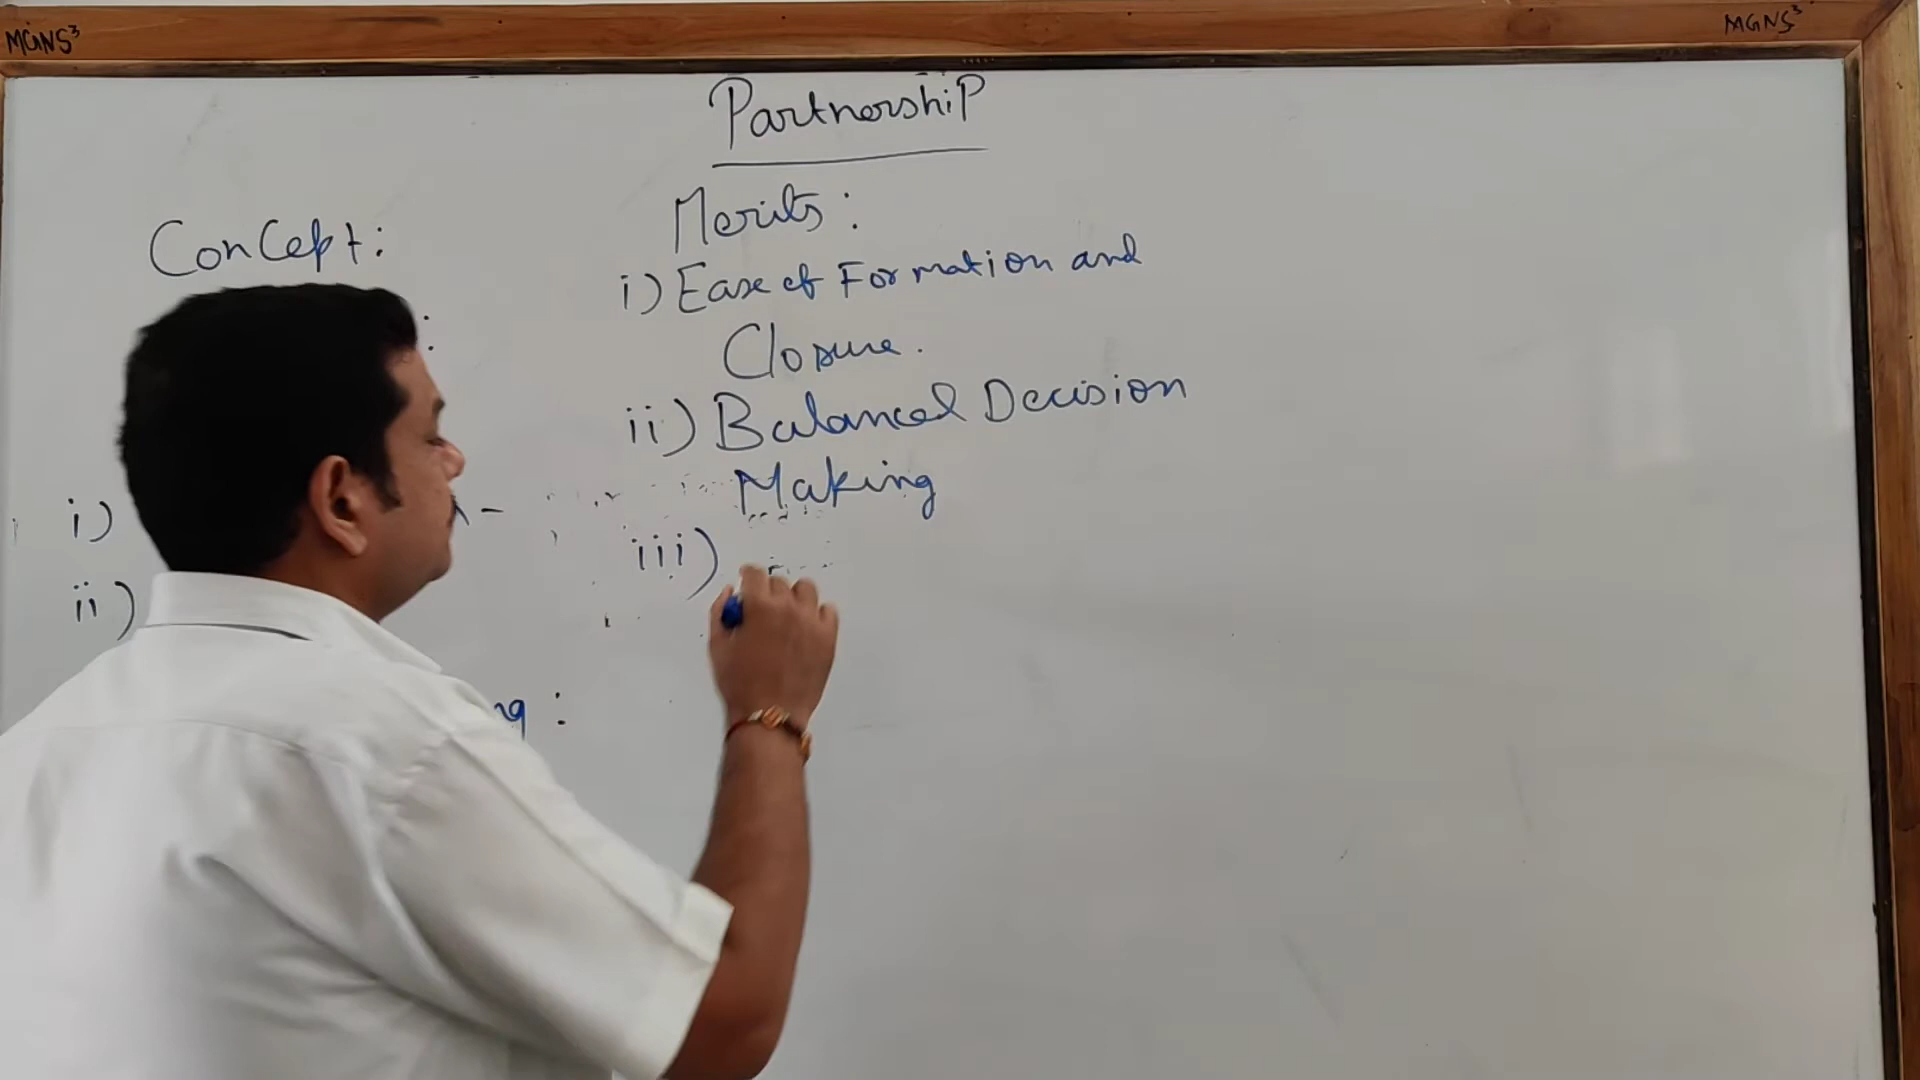 MGNS³
MGNS³
Partnership
Concept:
:
i)
-
ii)
ng :
Merits:
i) Ease of Formation and
Closure.
ii) Balanced Decision
Making
iii)